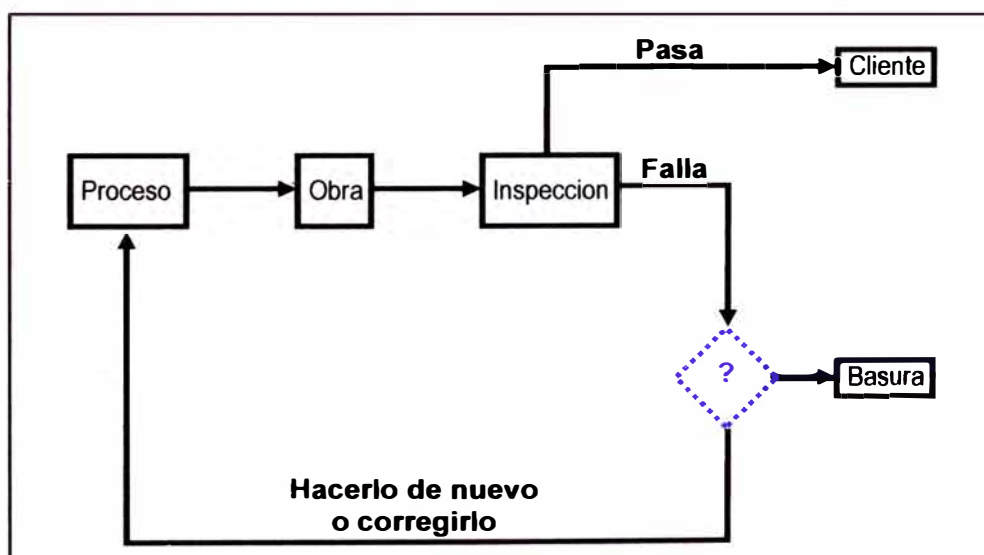 Pasa
Cliente
Proceso
Obra
Inspeccion
Falla
?
Basura
Hacerlo de nuevo
o corregirlo